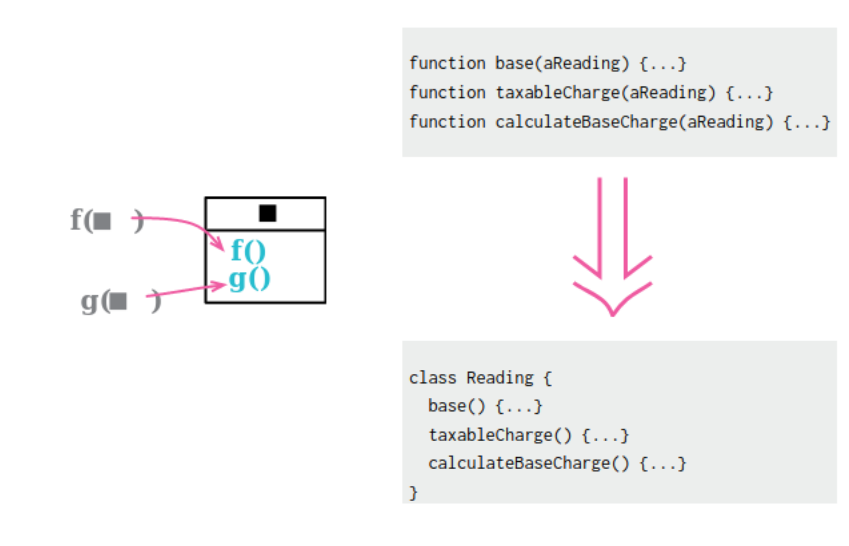 function base(aReading) {...}
function taxableCharge(aReading) {...}
function calculateBaseCharge(aReading) {...}
f(■ )
f()
g()
g(■ )
class Reading {
  base() {...}
  taxableCharge() {...}
  calculateBaseCharge() {...}
}